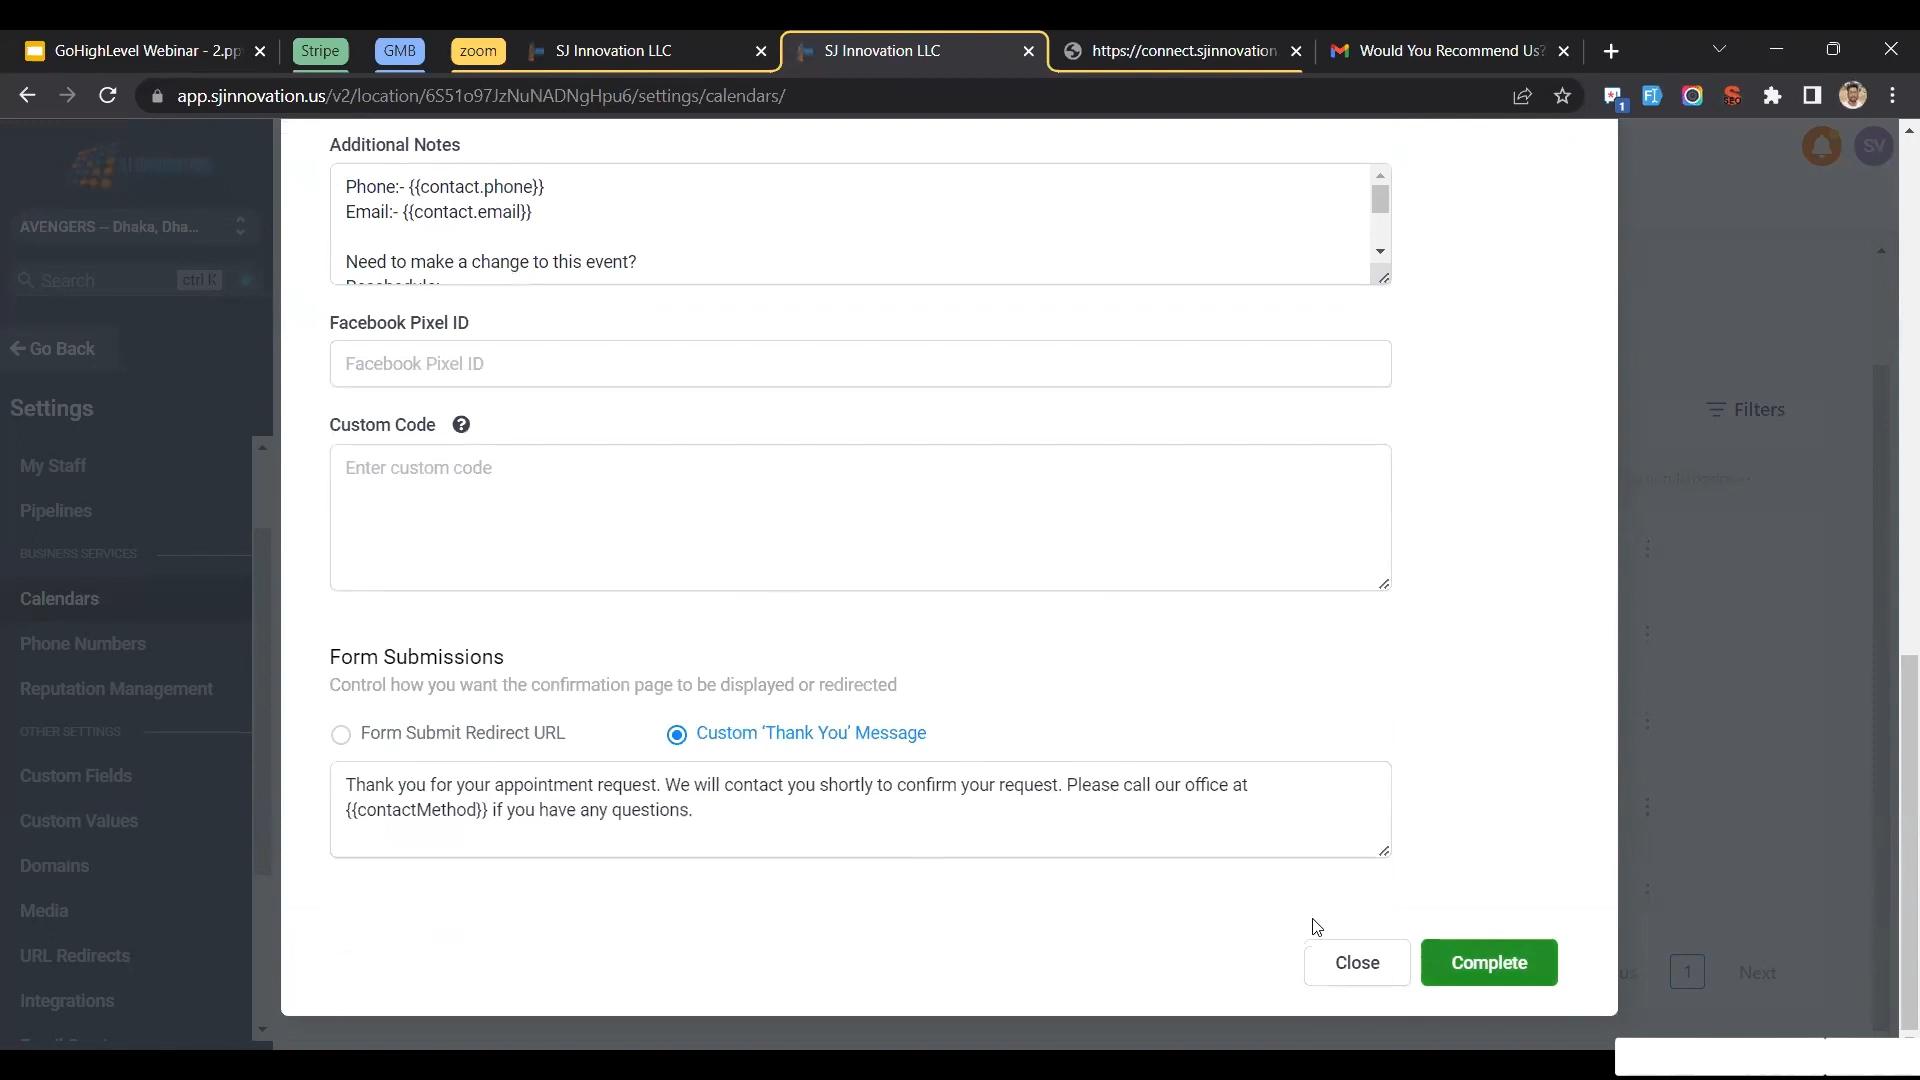 GoHighLevel Webinar - 2.pp
Stripe
GMB
zoom
SJ Innovation LLC
SJ Innovation LLC
https://connect.sjinnovation
Would You Recommend Us?
app.sjinnovation.us/v2/location/6S51o97JzNuNADNgHpu6/settings/calendars/
1
SEO
SV
AVENGERS -- Dhaka, Dha...
Search
ctrl K
Go Back
Settings
My Staff
Pipelines
BUSINESS SERVICES
Calendars
Phone Numbers
Reputation Management
OTHER SETTINGS
Custom Fields
Custom Values
Domains
Media
URL Redirects
Integrations
Additional Notes
Phone:- {{contact.phone}}
Email:- {{contact.email}}
Need to make a change to this event?
Facebook Pixel ID
Facebook Pixel ID
Custom Code ?
Enter custom code
Form Submissions
Control how you want the confirmation page to be displayed or redirected
Form Submit Redirect URL
Custom ‘Thank You’ Message
Thank you for your appointment request. We will contact you shortly to confirm your request. Please call our office at
{{contactMethod}} if you have any questions.
Close
Complete
Filters
1
Next